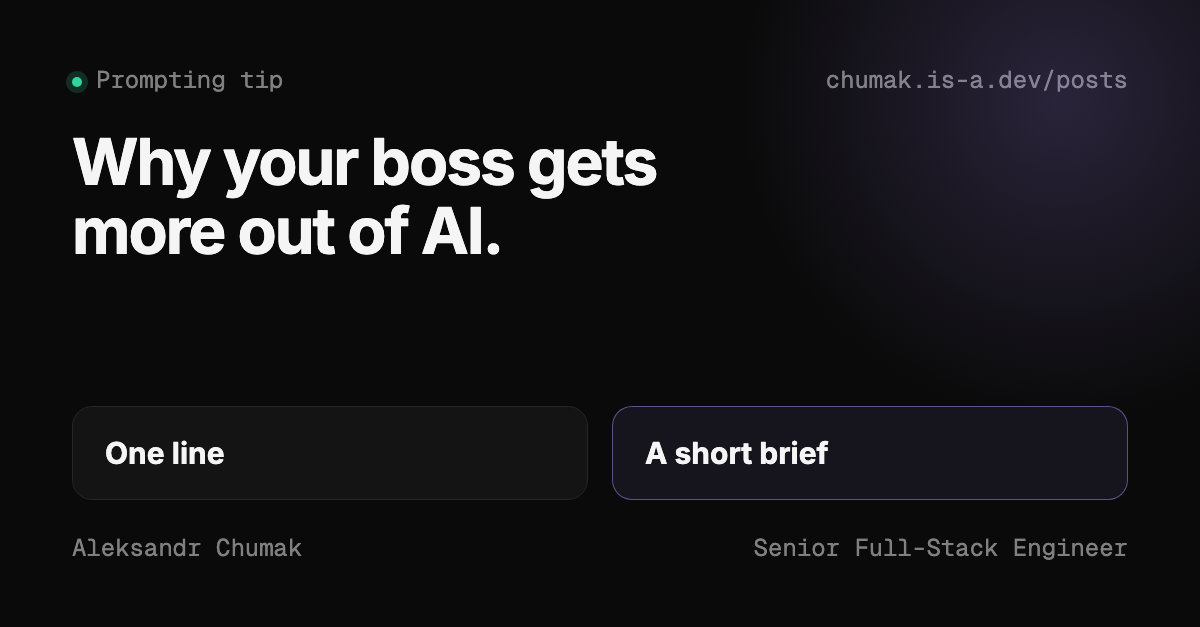 Prompting tip
chumak.is-a.dev/posts
Why your boss gets
more out of AI.
One line
A short brief
Aleksandr Chumak
Senior Full-Stack Engineer